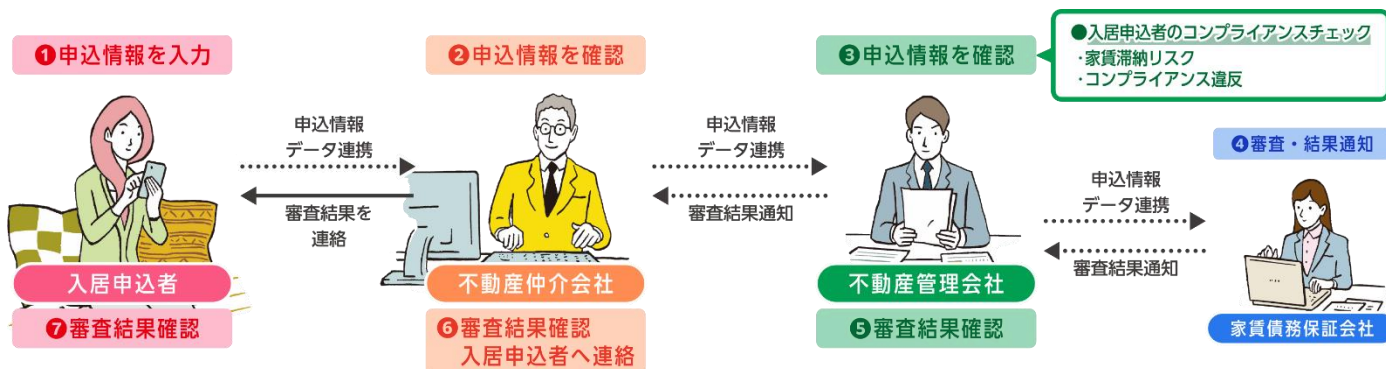 ❶申込情報を入力
❷申込情報を確認
❸申込情報を確認
●入居申込者のコンプライアンスチェック
・家賃滞納リスク
・コンプライアンス違反
申込情報
データ連携
審査結果を
連絡
申込情報
データ連携
審査結果通知
❹審査・結果通知
申込情報
データ連携
審査結果通知
入居申込者
不動産仲介会社
不動産管理会社
家賃債務保証会社
❼審査結果確認
❻審査結果確認
入居申込者へ連絡
❺審査結果確認